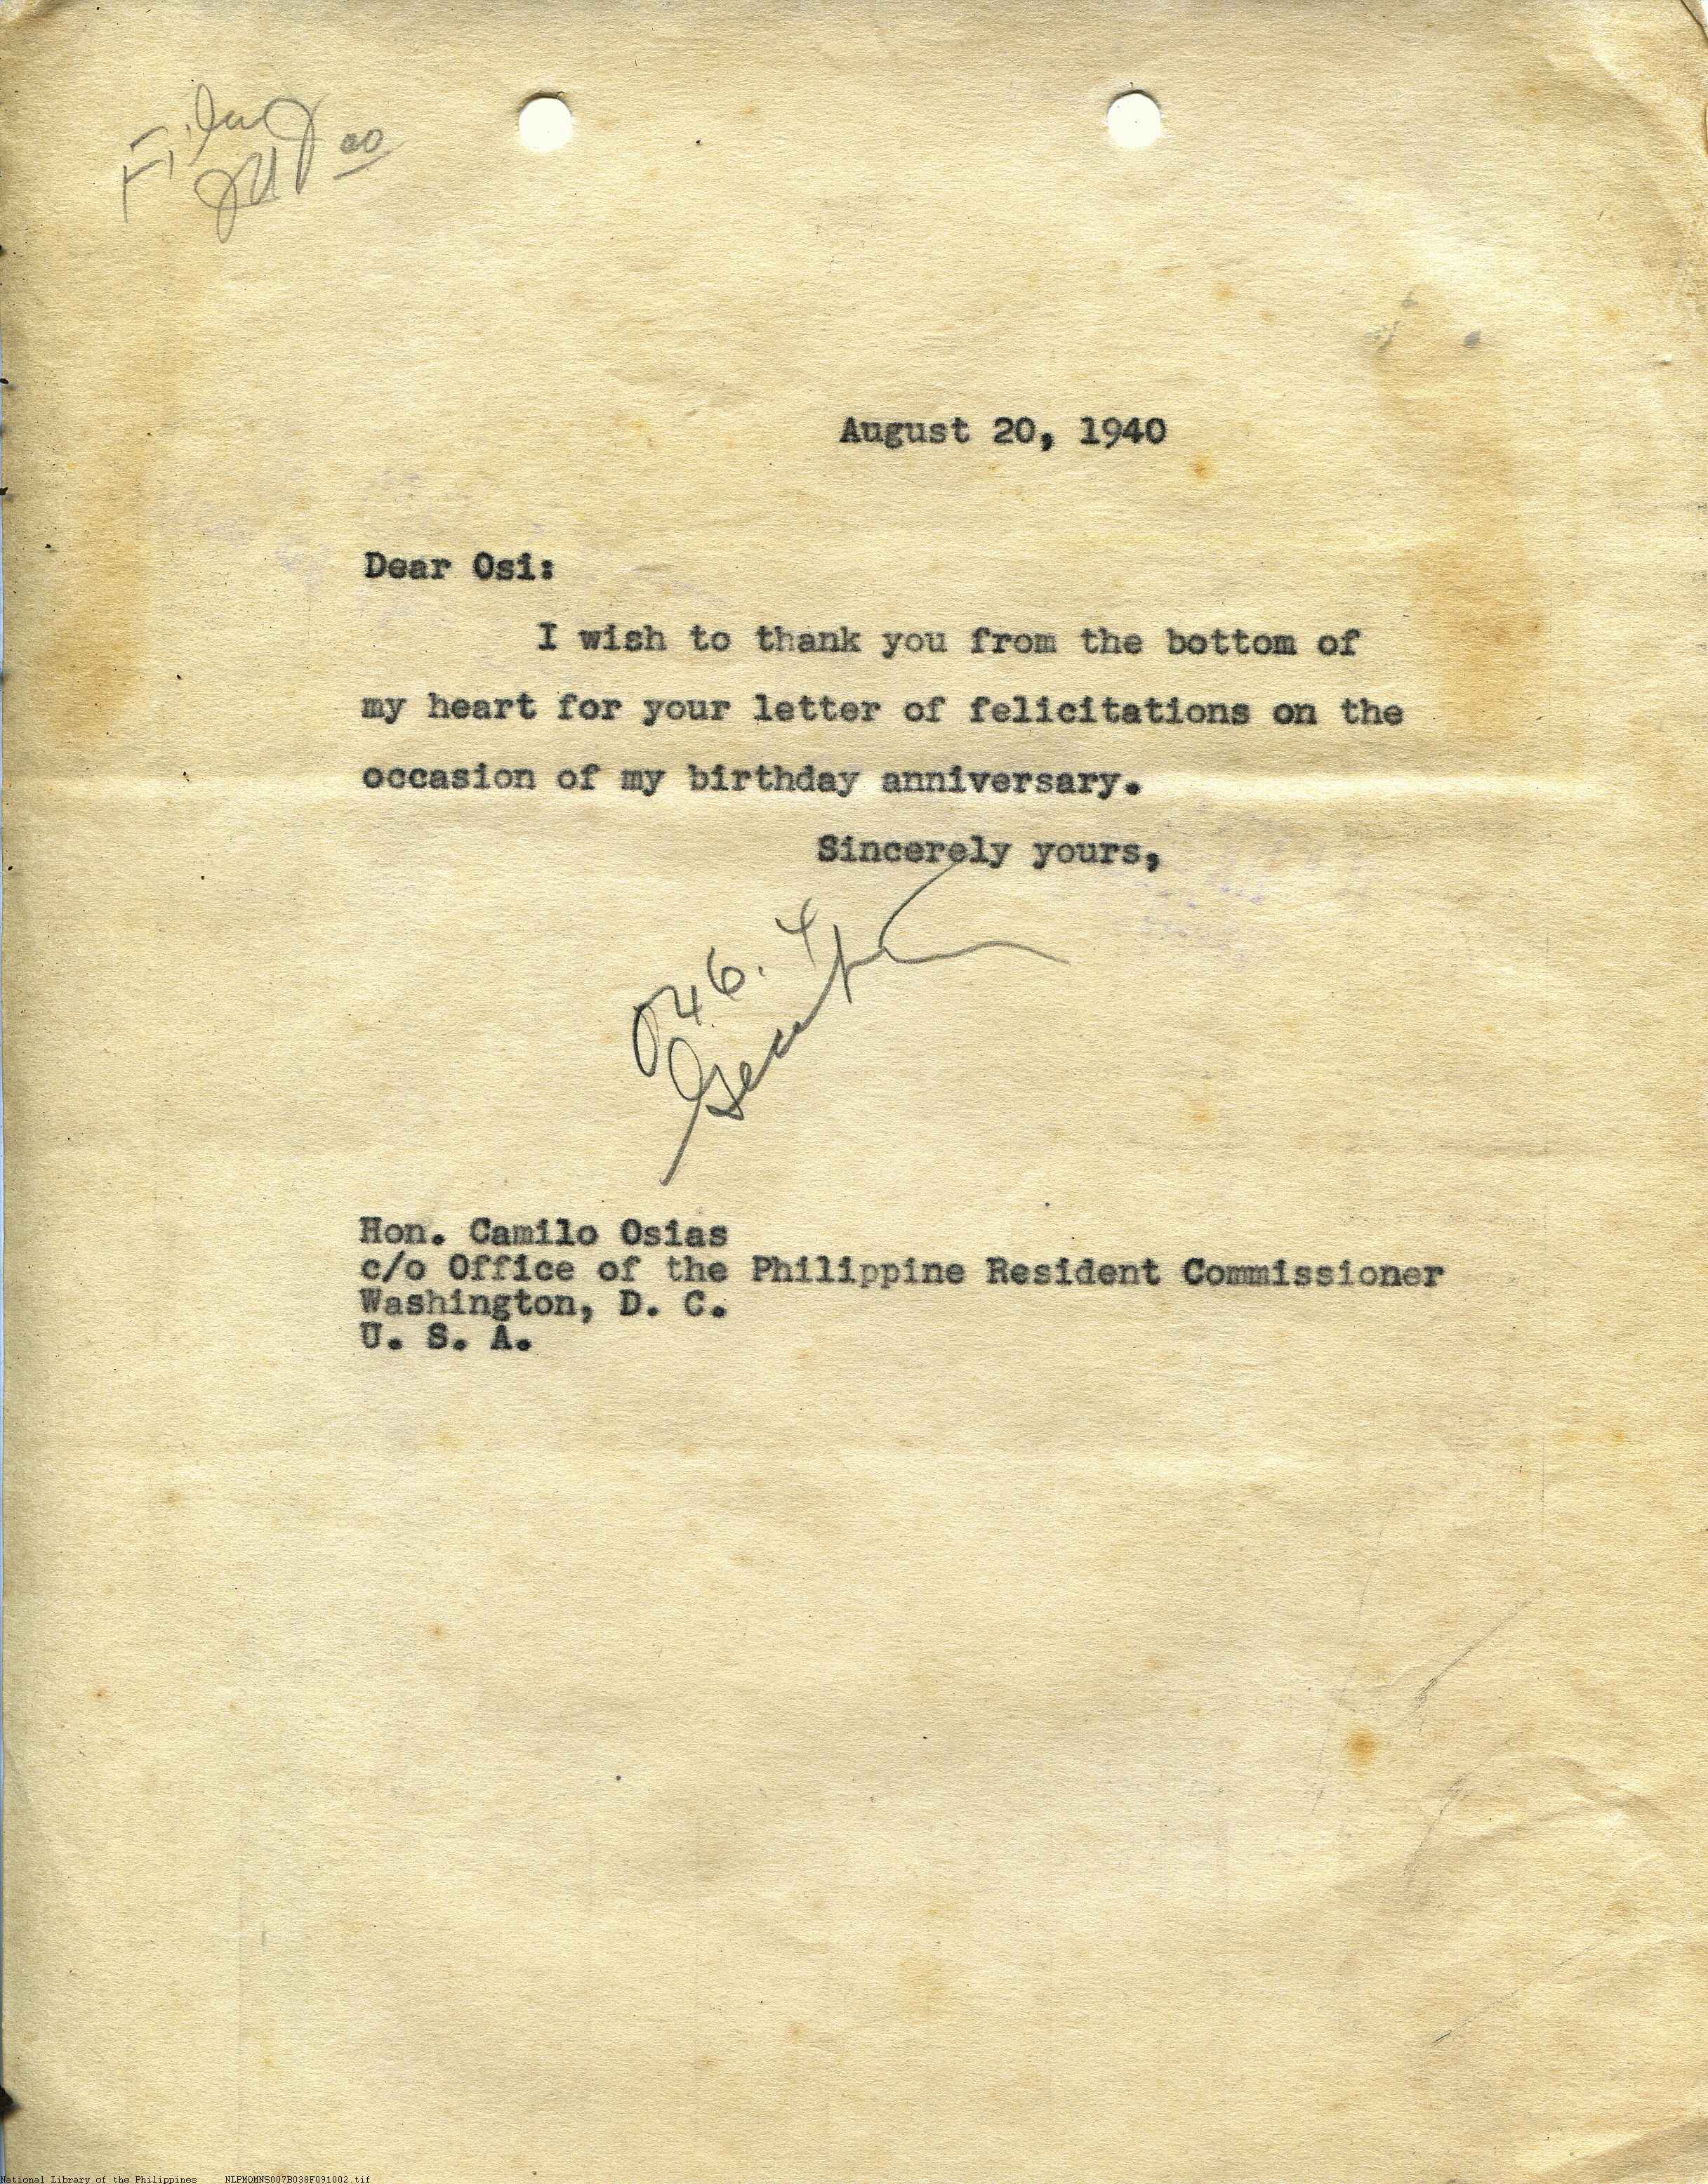 August 20, 1940
Dear Osi:
I wish to thank you from the bottom of
my heart for your letter of felicitations on the
occasion of my birthday anniversary.
Sincerely yours,
Hon. Camilo Osias
c/o Office of the Philippine Resident Commissioner
Washington, D. C.
U. S. A.
National Library of the Philippines NLPMQMNS007B038F091002.tif